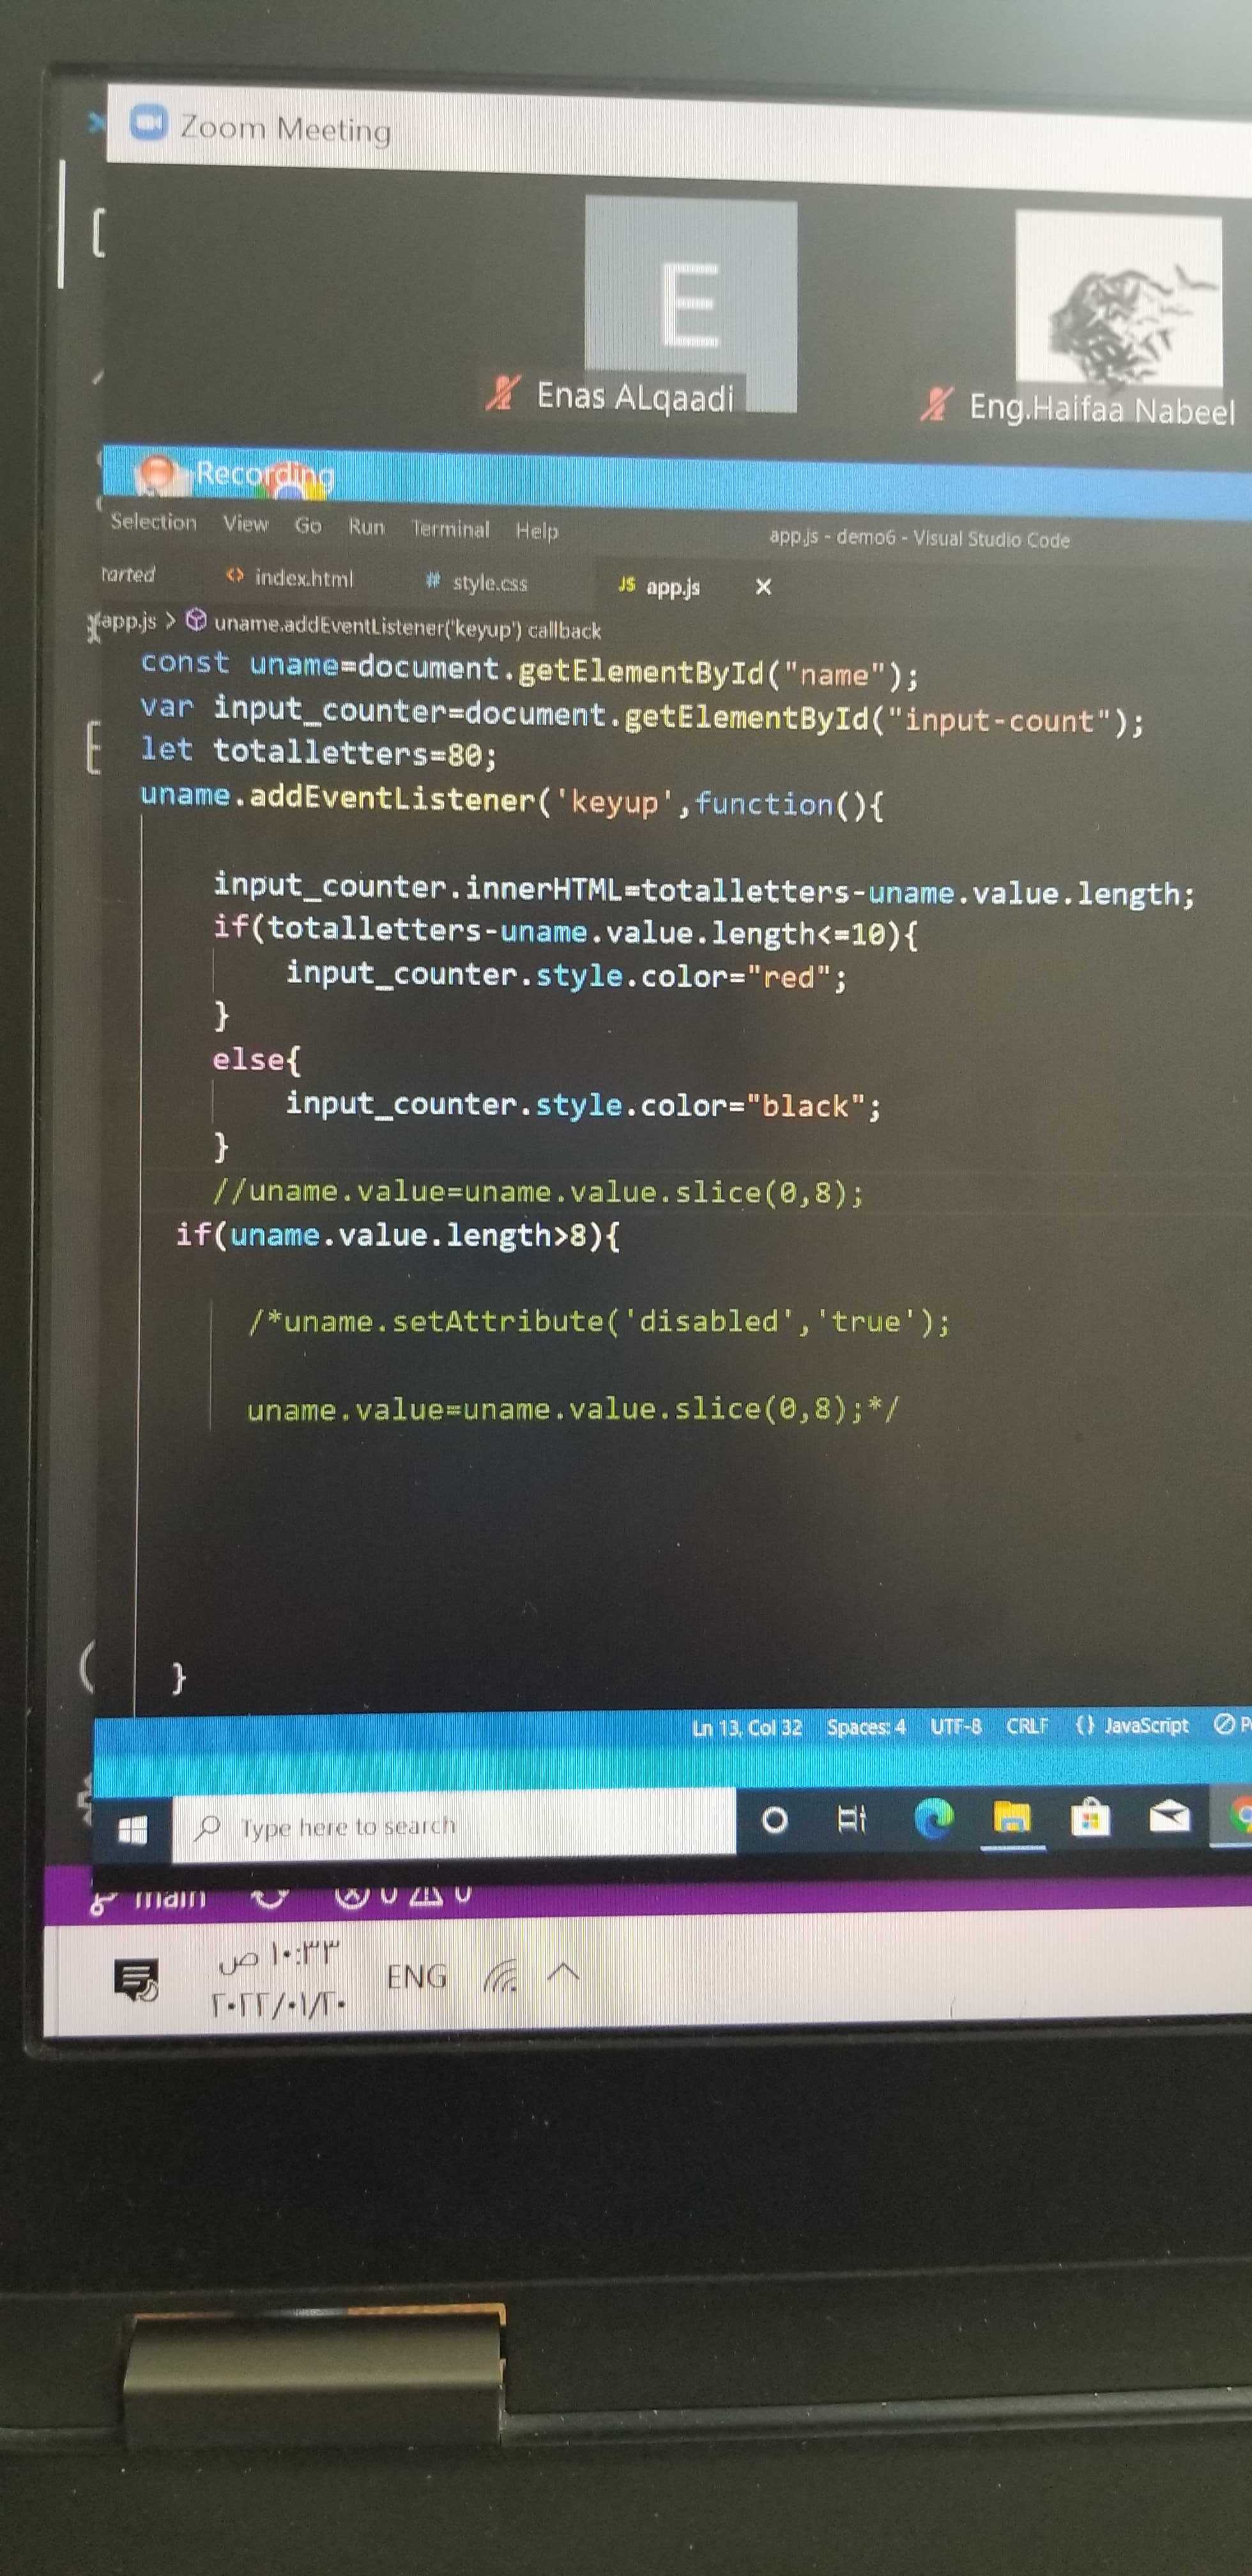 Zoom Meeting
E
Enas ALqaadi
Eng.Haifaa Nabeel
Recording
Selection View Go Run Terminal Help app.js - demo6 - Visual Studio Code
index.html style.css JS app.js
app.js > uname.addEventListener('keyup') callback
const uname=document.getElementById("name");
var input_counter=document.getElementById("input-count");
let totalletters=80;
uname.addEventListener('keyup',function(){
input_counter.innerHTML=totalletters-uname.value.length;
if(totalletters-uname.value.length<=10){
input_counter.style.color="red";
}
else{
input_counter.style.color="black";
}
//uname.value=uname.value.slice(0,8);
if(uname.value.length>8){
/*uname.setAttribute('disabled','true');
uname.value=uname.value.slice(0,8);*/
}
Ln 13, Col 32 Spaces: 4 UTF-8 CRLF {} JavaScript
Type here to search
main 0 0
١٠:٣٣ ص
ENG
٢٠٢٢/٠١/٢٠